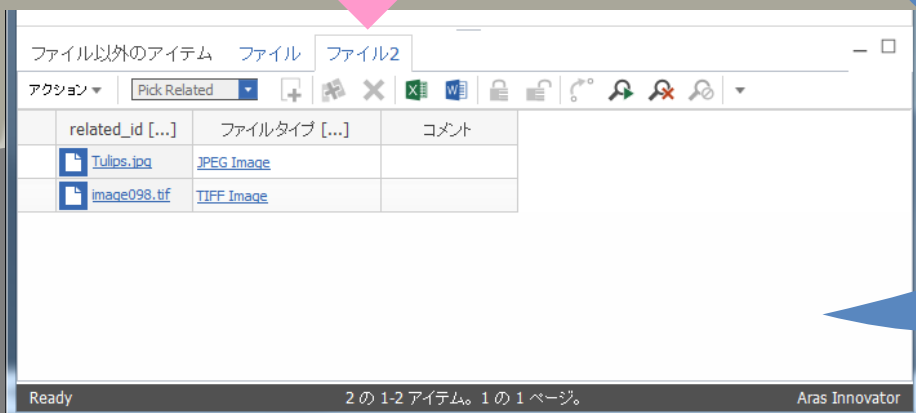 ファイル以外のアイテム ファイル ファイル2
アクション Pick Related
related_id [...] ファイルタイプ [...] コメント
Tulips.jpg JPEG Image
image098.tif TIFF Image
Ready 2 の 1-2 アイテム。1 の 1 ページ。 Aras Innovator